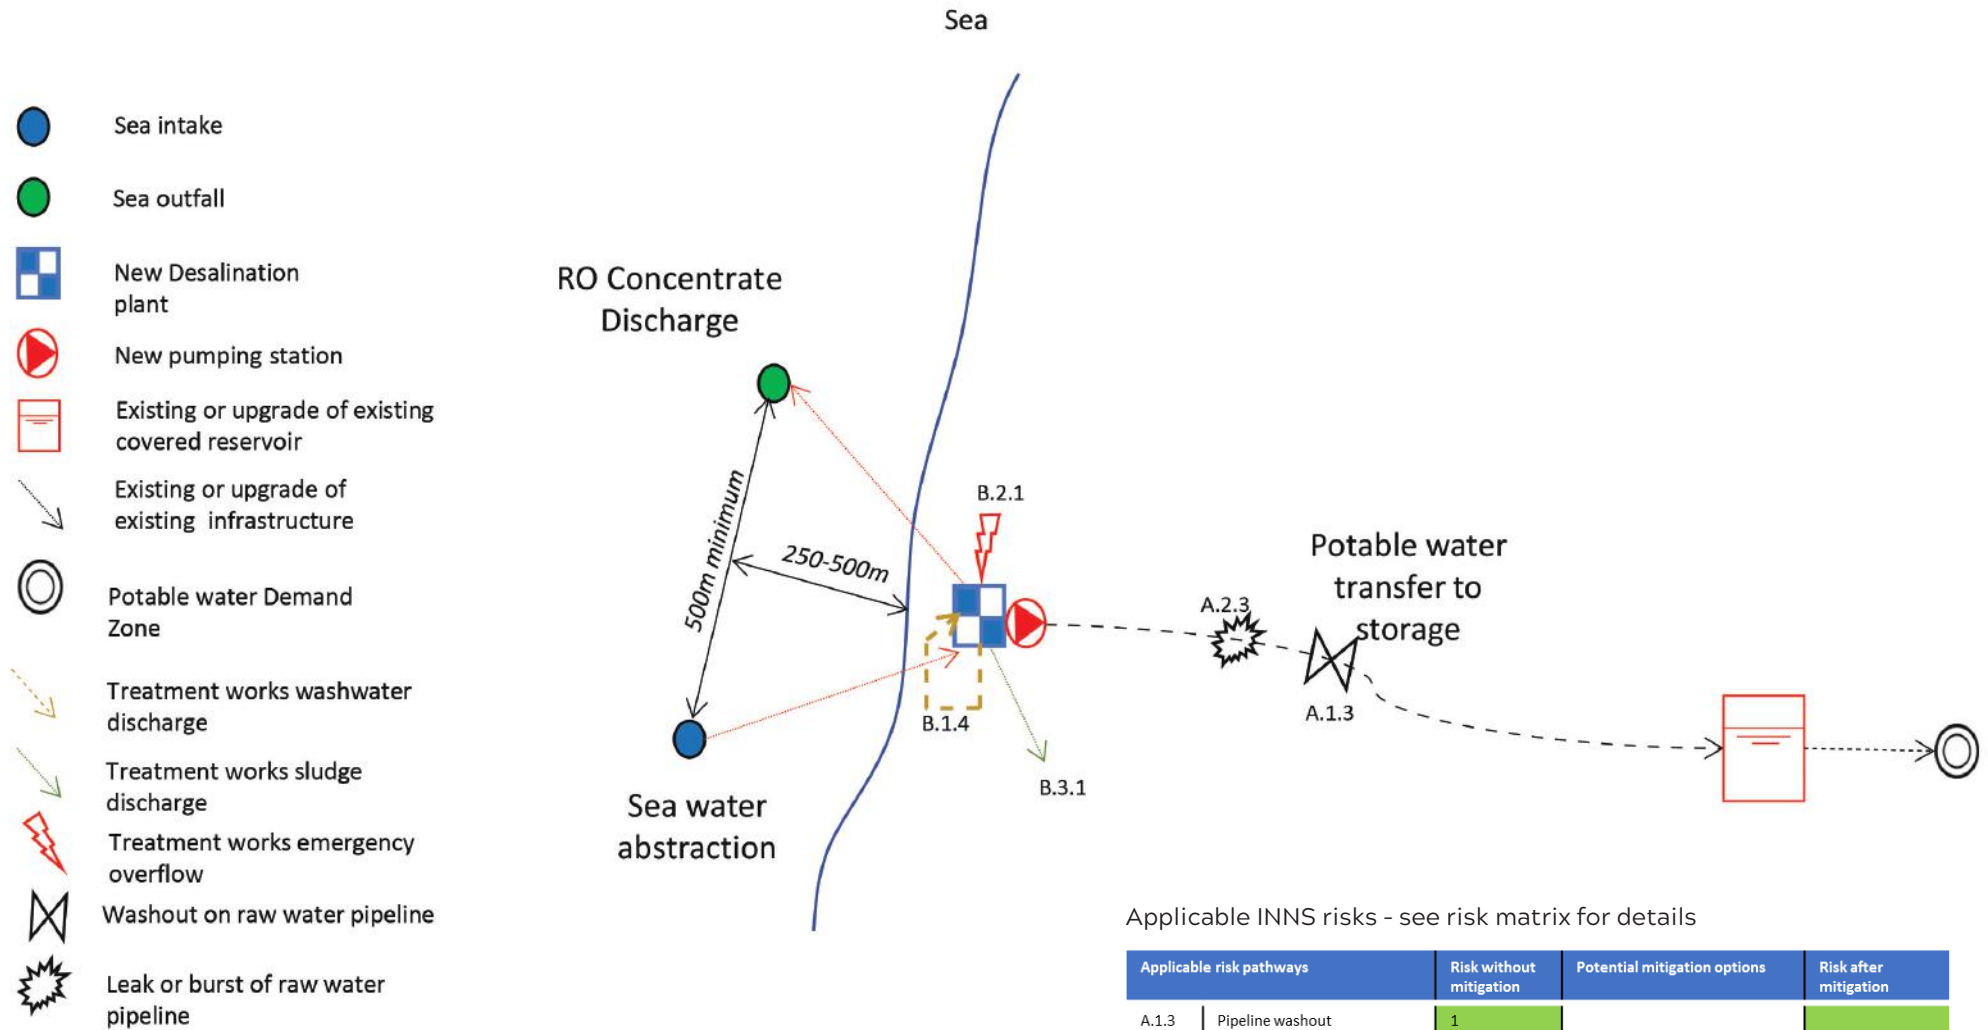 Sea
Sea intake
Sea outfall
New Desalination
plant
New pumping station
Existing or upgrade of existing
covered reservoir
Existing or upgrade of
existing infrastructure
Potable water Demand
Zone
Treatment works washwater
discharge
Treatment works sludge
discharge
Treatment works emergency
overflow
Washout on raw water pipeline
Leak or burst of raw water
pipeline
RO Concentrate
Discharge
500m minimum
250-500m
Sea water
abstraction
B.2.1
B.1.4
B.3.1
A.2.3
A.1.3
Potable water
transfer to
storage
Applicable INNS risks - see risk matrix for details
Applicable risk pathways
Risk without
mitigation
Potential mitigation options
Risk after
mitigation
A.1.3
Pipeline washout
1